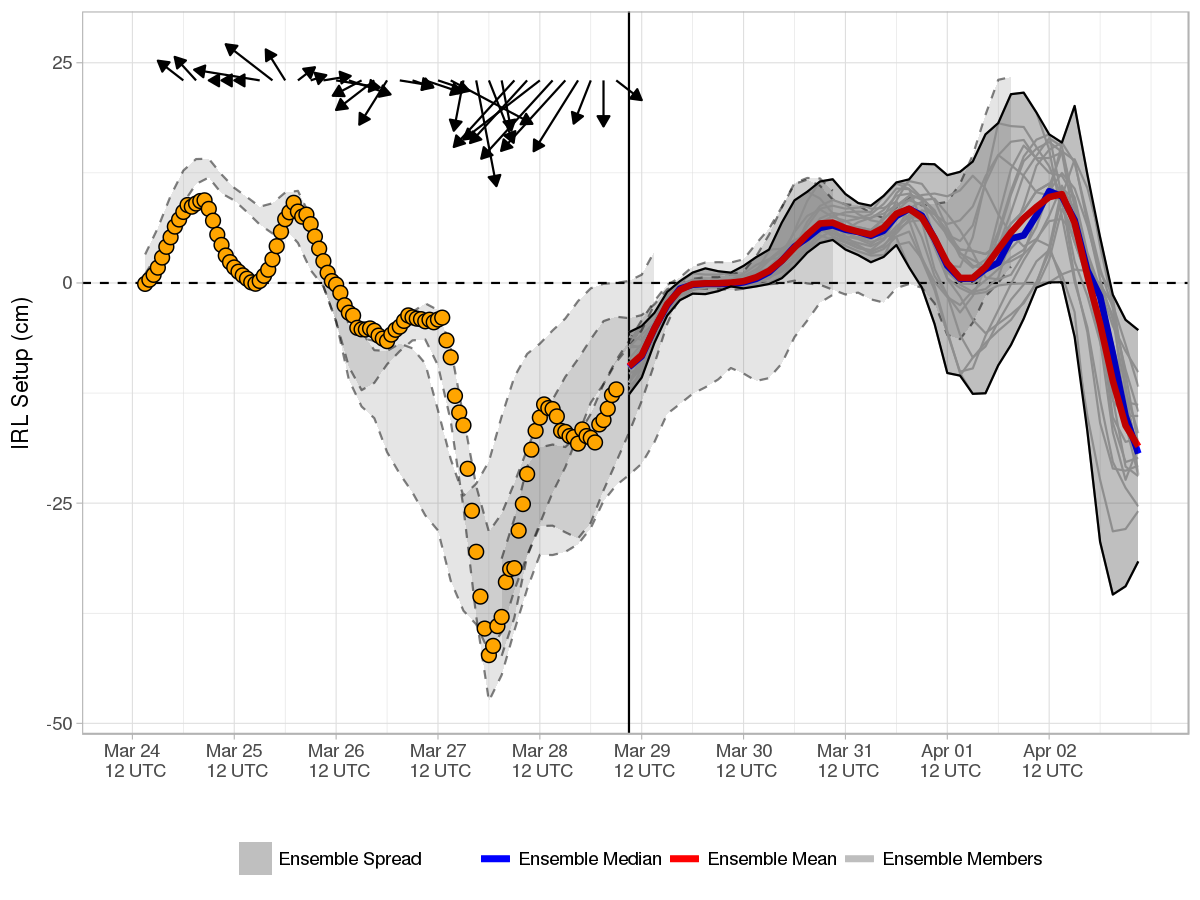 IRL Setup (cm)
25
0
-25
-50
Mar 24 Mar 25 Mar 26 Mar 27 Mar 28 Mar 29 Mar 30 Mar 31 Apr 01 Apr 02
12 UTC 12 UTC 12 UTC 12 UTC 12 UTC 12 UTC 12 UTC 12 UTC 12 UTC 12 UTC
Ensemble Spread Ensemble Median Ensemble Mean Ensemble Members